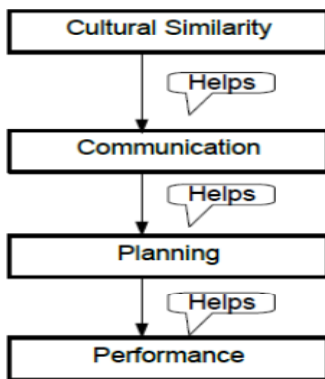 Cultural Similarity
Helps
Communication
Helps
Planning
Helps
Performance